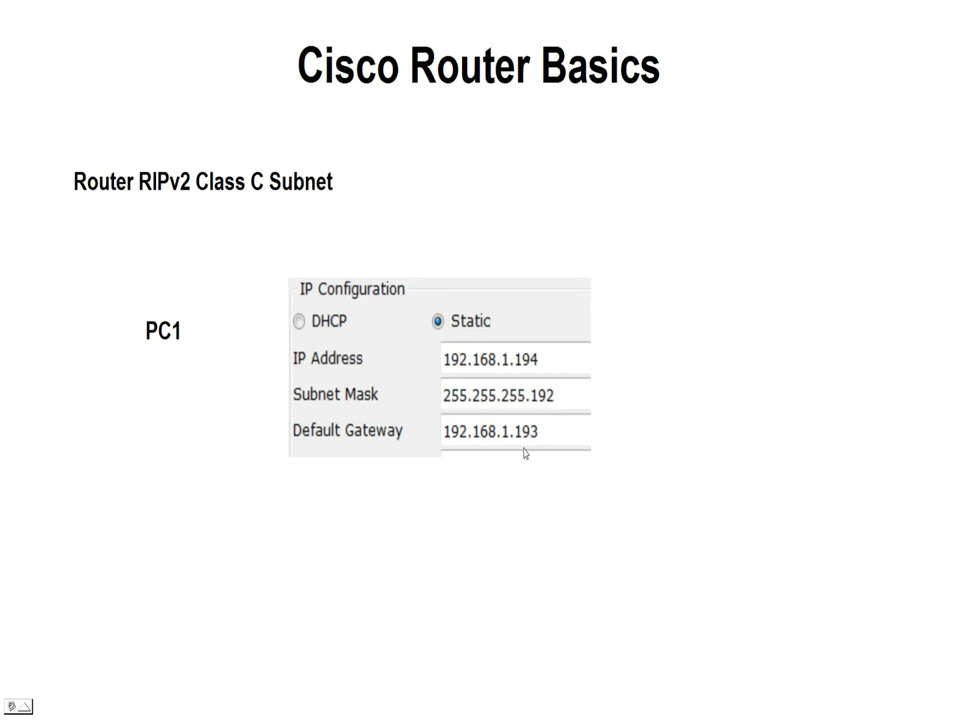 Cisco Router Basics
Router RIPv2 Class C Subnet
IP Configuration
DHCP Static
PC1
IP Address 192.168.1.194
Subnet Mask 255.255.255.192
Default Gateway 192.168.1.193